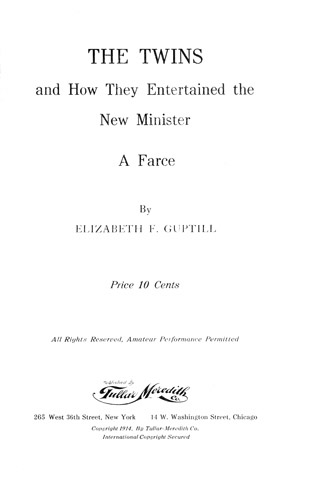 THE TWINS
and How They Entertained the
New Minister
A Farce
By
ELIZABETH F. GUPTILL
Price 10 Cents
All Rights Reserved, Amateur Performance Permitted
Published By
Tullar-Meredith Co.
265 West 36th Street, New York 14 W. Washington Street, Chicago
Copyright 1914, By Tullar-Meredith Co.
International Copyright Secured